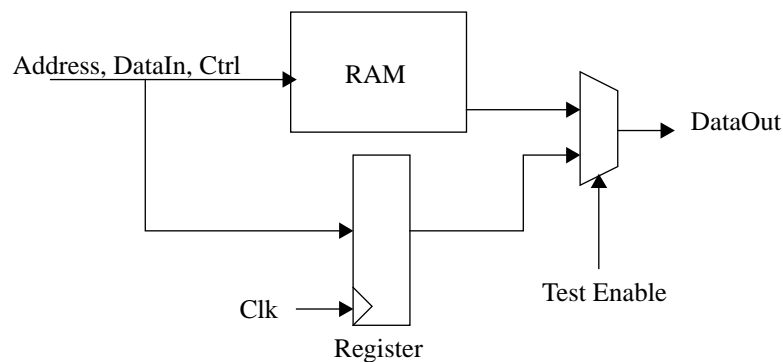 Address, DataIn, Ctrl
RAM
DataOut
Test Enable
Clk
Register